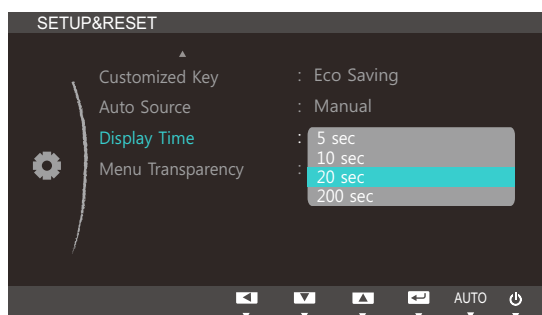 SETUP&RESET
Customized Key : Eco Saving
Auto Source : Manual
Display Time : 5 sec
10 sec
Menu Transparency : 20 sec
200 sec
AUTO